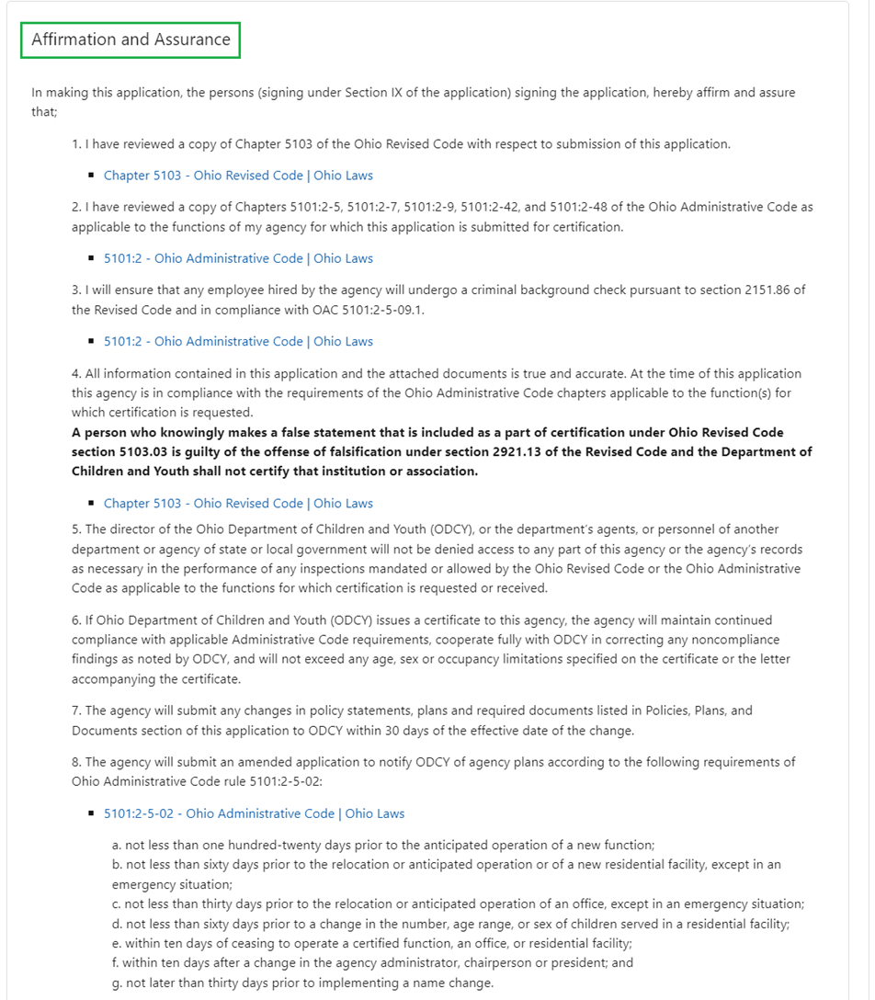 Affirmation and Assurance
In making this application, the persons (signing under Section IX of the application) signing the application, hereby affirm and assure
that;
1. I have reviewed a copy of Chapter 5103 of the Ohio Revised Code with respect to submission of this application.
▪ Chapter 5103 - Ohio Revised Code | Ohio Laws
2. I have reviewed a copy of Chapters 5101:2-5, 5101:2-7, 5101:2-9, 5101:2-42, and 5101:2-48 of the Ohio Administrative Code as
applicable to the functions of my agency for which this application is submitted for certification.
▪ 5101:2 - Ohio Administrative Code | Ohio Laws
3. I will ensure that any employee hired by the agency will undergo a criminal background check pursuant to section 2151.86 of
the Revised Code and in compliance with OAC 5101:2-5-09.1.
▪ 5101:2 - Ohio Administrative Code | Ohio Laws
4. All information contained in this application and the attached documents is true and accurate. At the time of this application
this agency is in compliance with the requirements of the Ohio Administrative Code chapters applicable to the function(s) for
which certification is requested.
A person who knowingly makes a false statement that is included as a part of certification under Ohio Revised Code
section 5103.03 is guilty of the offense of falsification under section 2921.13 of the Revised Code and the Department of
Children and Youth shall not certify that institution or association.
▪ Chapter 5103 - Ohio Revised Code | Ohio Laws
5. The director of the Ohio Department of Children and Youth (ODCY), or the department's agents, or personnel of another
department or agency of state or local government will not be denied access to any part of this agency or the agency's records
as necessary in the performance of any inspections mandated or allowed by the Ohio Revised Code or the Ohio Administrative
Code as applicable to the functions for which certification is requested or received.
6. If Ohio Department of Children and Youth (ODCY) issues a certificate to this agency, the agency will maintain continued
compliance with applicable Administrative Code requirements, cooperate fully with ODCY in correcting any noncompliance
findings as noted by ODCY, and will not exceed any age, sex or occupancy limitations specified on the certificate or the letter
accompanying the certificate.
7. The agency will submit any changes in policy statements, plans and required documents listed in Policies, Plans, and
Documents section of this application to ODCY within 30 days of the effective date of the change.
8. The agency will submit an amended application to notify ODCY of agency plans according to the following requirements of
Ohio Administrative Code rule 5101:2-5-02:
▪ 5101:2-5-02 - Ohio Administrative Code | Ohio Laws
a. not less than one hundred-twenty days prior to the anticipated operation of a new function;
b. not less than sixty days prior to the relocation or anticipated operation or of a new residential facility, except in an
emergency situation;
c. not less than thirty days prior to the relocation or anticipated operation of an office, except in an emergency situation;
d. not less than sixty days prior to a change in the number, age range, or sex of children served in a residential facility;
e. within ten days of ceasing to operate a certified function, an office, or residential facility;
f. within ten days after a change in the agency administrator, chairperson or president; and
g. not later than thirty days prior to implementing a name change.